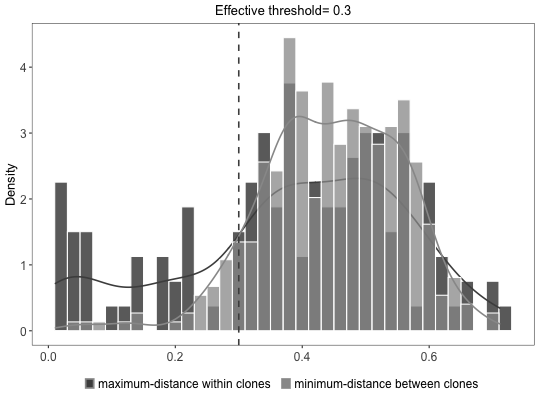 Effective threshold= 0.3
Density
4
3
2
1
0
0.0 0.2 0.4 0.6
maximum-distance within clones minimum-distance between clones